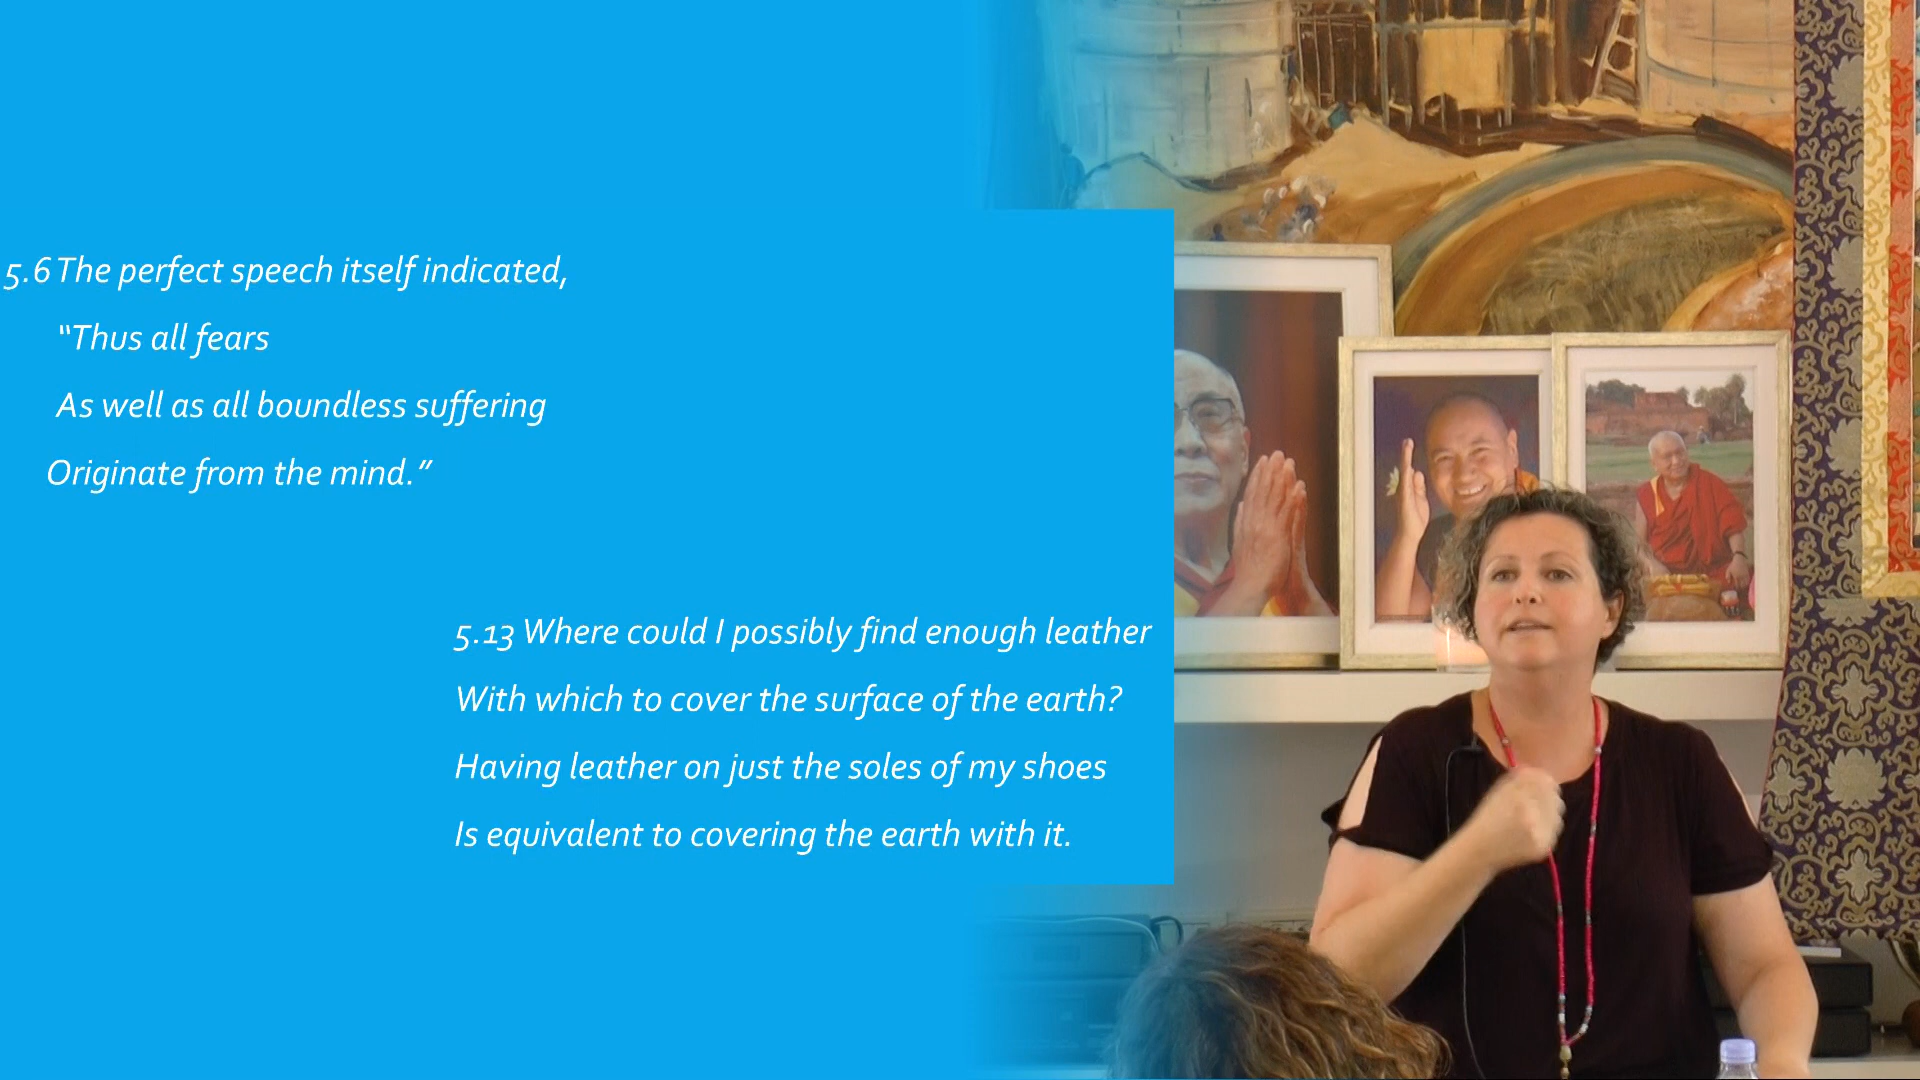 5.6 The perfect speech itself indicated,
“Thus all fears
As well as all boundless suffering
Originate from the mind.”
5.13 Where could I possibly find enough leather
With which to cover the surface of the earth?
Having leather on just the soles of my shoes
Is equivalent to covering the earth with it.